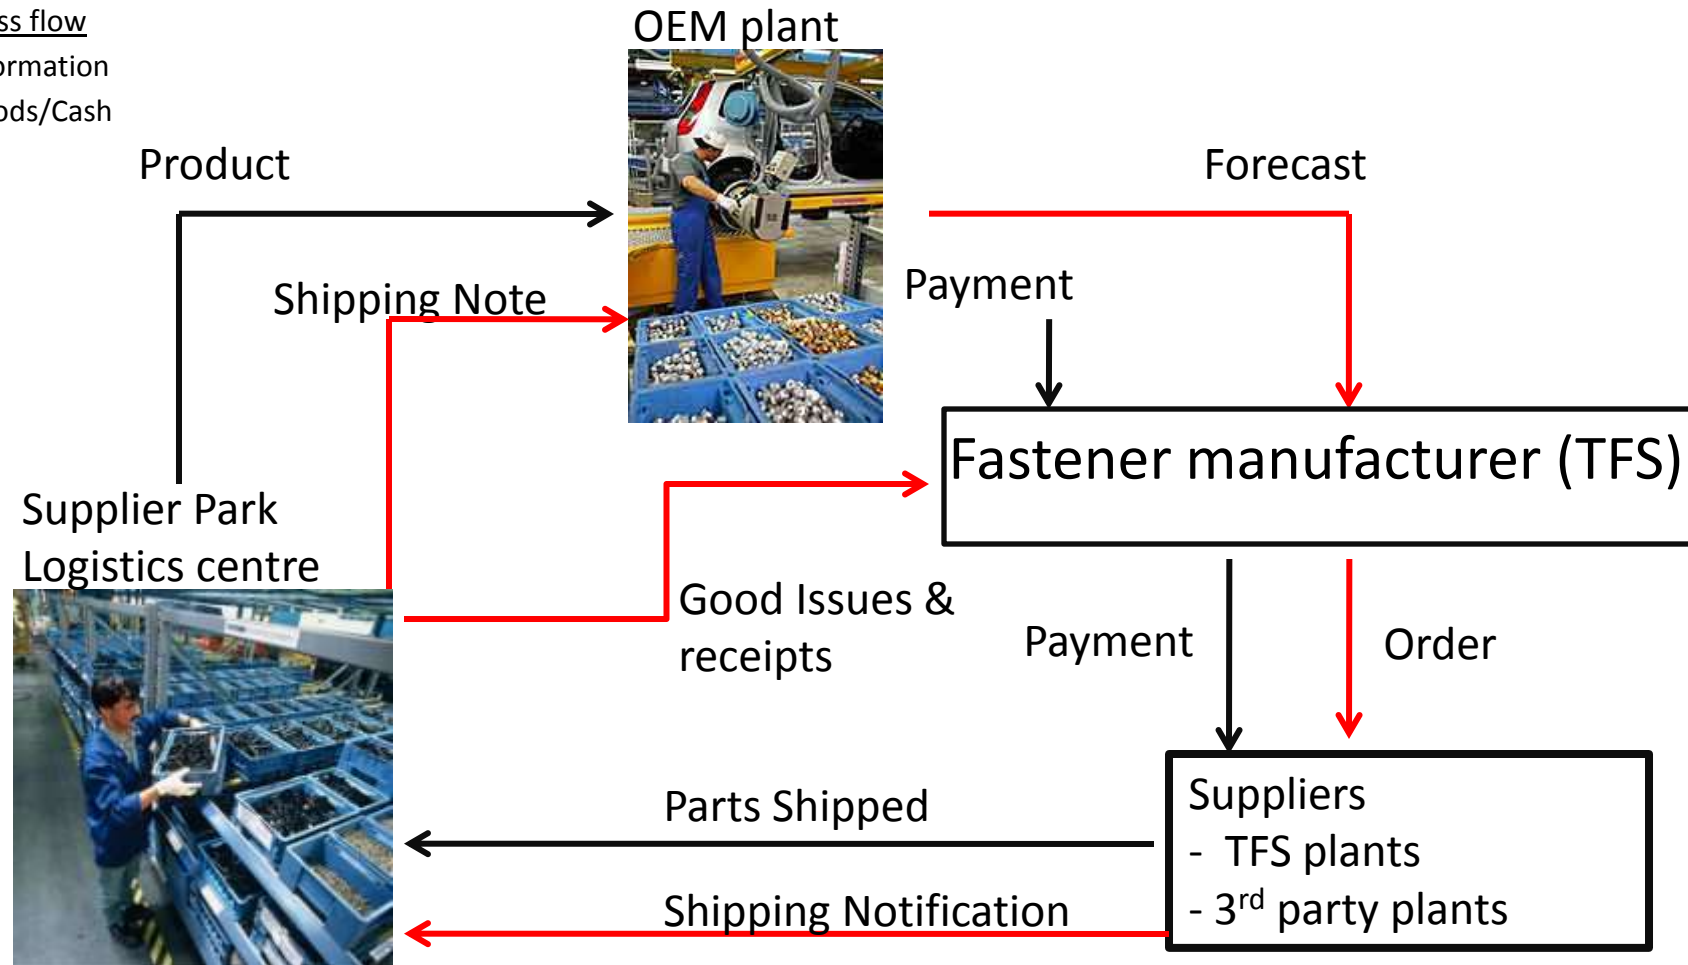 ss flow
ormation
ods/Cash
OEM plant
Product
Forecast
Shipping Note
Payment
Fastener manufacturer (TFS)
Supplier Park
Logistics centre
Good Issues &
receipts
Payment
Order
Parts Shipped
Suppliers
- TFS plants
- 3rd party plants
Shipping Notification